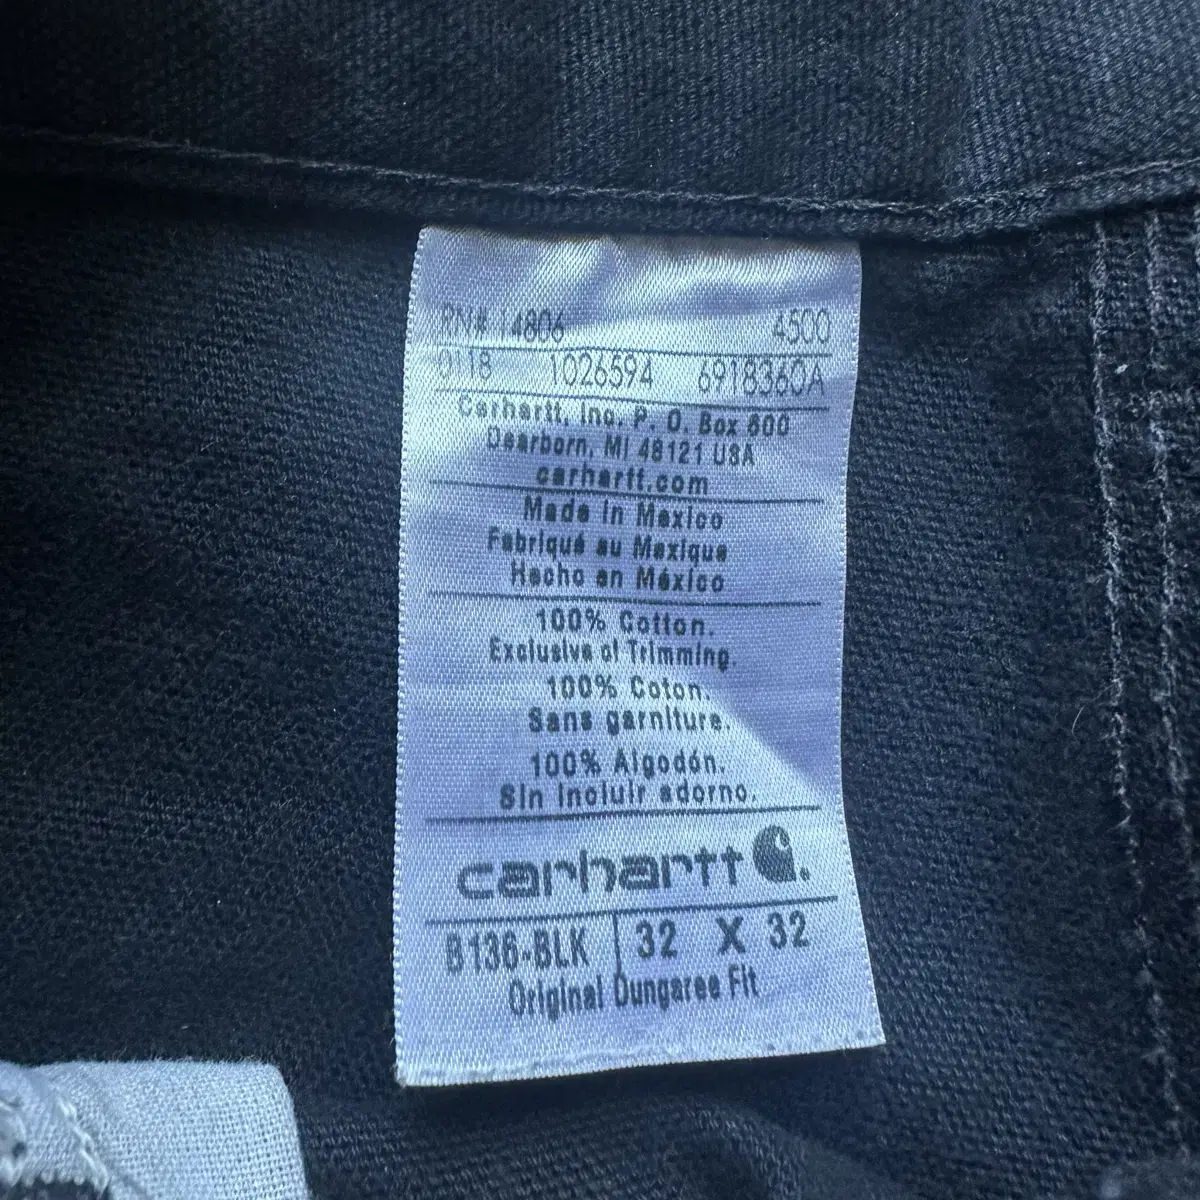 RN# 14806 4500
0118 1026594 6918360A
Carhartt, Inc. P. O. Box 600
Dearborn, MI 48121 USA
carhartt.com
Made in Mexico
Fabriqué au Mexique
Hecho en México
100% Cotton.
Exclusive of Trimming.
100% Coton.
Sans garniture.
100% Algodón.
Sin incluir adorno.
carhartt
B136-BLK 32 X 32
Original Dungaree Fit